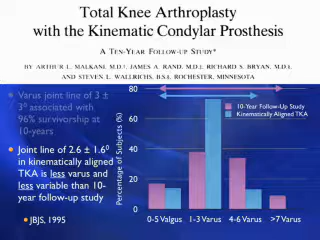 Total Knee Arthroplasty
with the Kinematic Condylar Prosthesis
A TEN-YEAR FOLLOW-UP STUDY*
BY ARTHUR L. MALKANI, M.D.†, JAMES A. RAND, M.D.‡, RICHARD S. BRYAN, M.D.§,
AND STEVEN L. WALLRICHS, B.S.§, ROCHESTER, MINNESOTA
Varus joint line of 3 ±
3⁰ associated with
96% survivorship at
10-years
Joint line of 2.6 ± 1.6⁰
in kinematically aligned
TKA is less varus and
less variable than 10-
year follow-up study
JBJS, 1995
Percentage of Subjects (%)
80
60
40
20
0
10-Year Follow-Up Study
Kinematically Aligned TKA
0-5 Valgus
1-3 Varus
4-6 Varus
>7 Varus